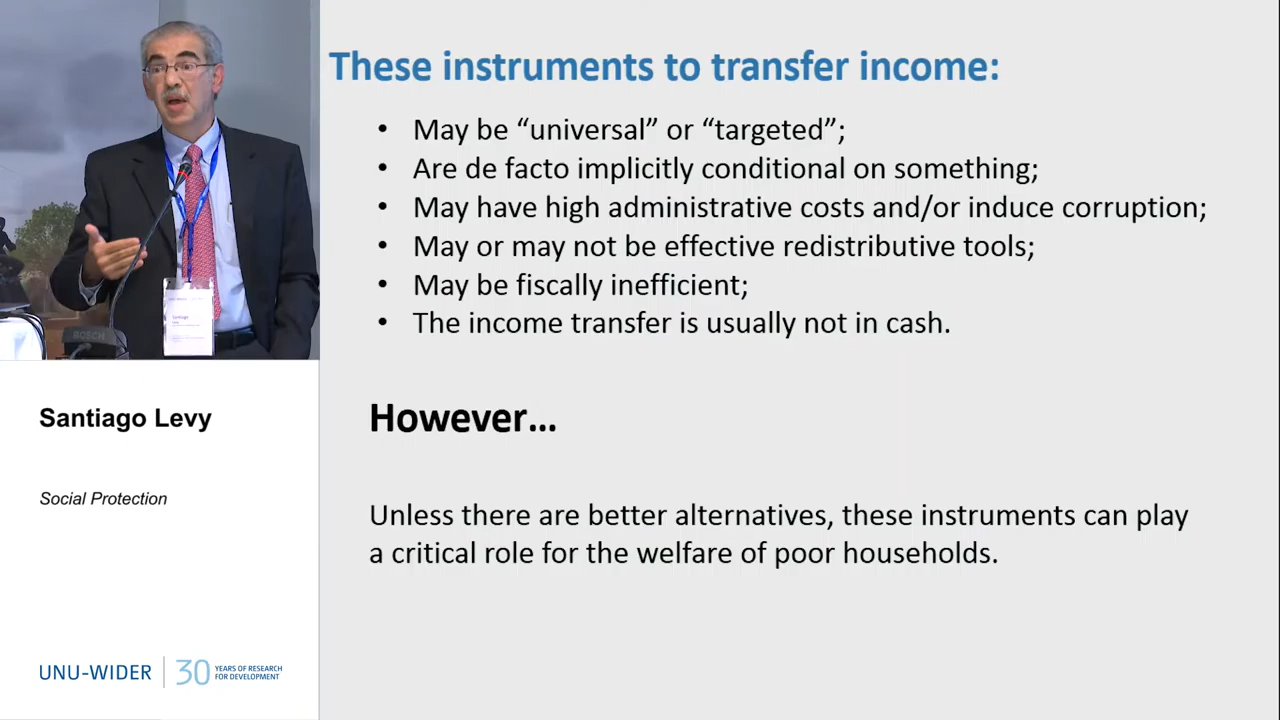 These instruments to transfer income:
• May be “universal” or “targeted”;
• Are de facto implicitly conditional on something;
• May have high administrative costs and/or induce corruption;
• May or may not be effective redistributive tools;
• May be fiscally inefficient;
• The income transfer is usually not in cash.
However...
Unless there are better alternatives, these instruments can play
a critical role for the welfare of poor households.
Santiago
BOSCH
Santiago Levy
Social Protection
UNU-WIDER
30 YEARS OF RESEARCH
FOR DEVELOPMENT